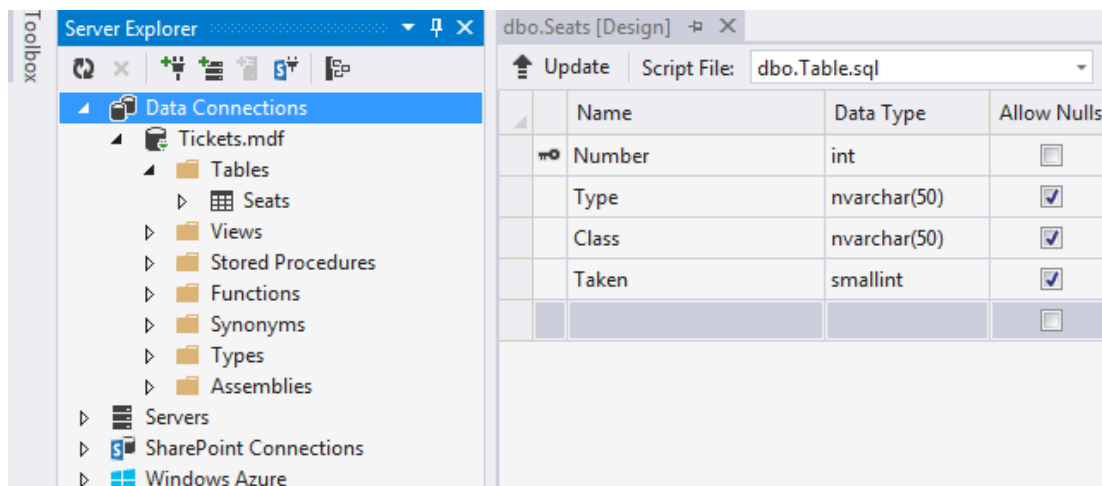 Toolbox
Server Explorer
Data Connections
Tickets.mdf
Tables
Seats
Views
Stored Procedures
Functions
Synonyms
Types
Assemblies
Servers
SharePoint Connections
Windows Azure
dbo.Seats [Design]
Update Script File: dbo.Table.sql
Name Data Type Allow Nulls
Number int
Type nvarchar(50)
Class nvarchar(50)
Taken smallint